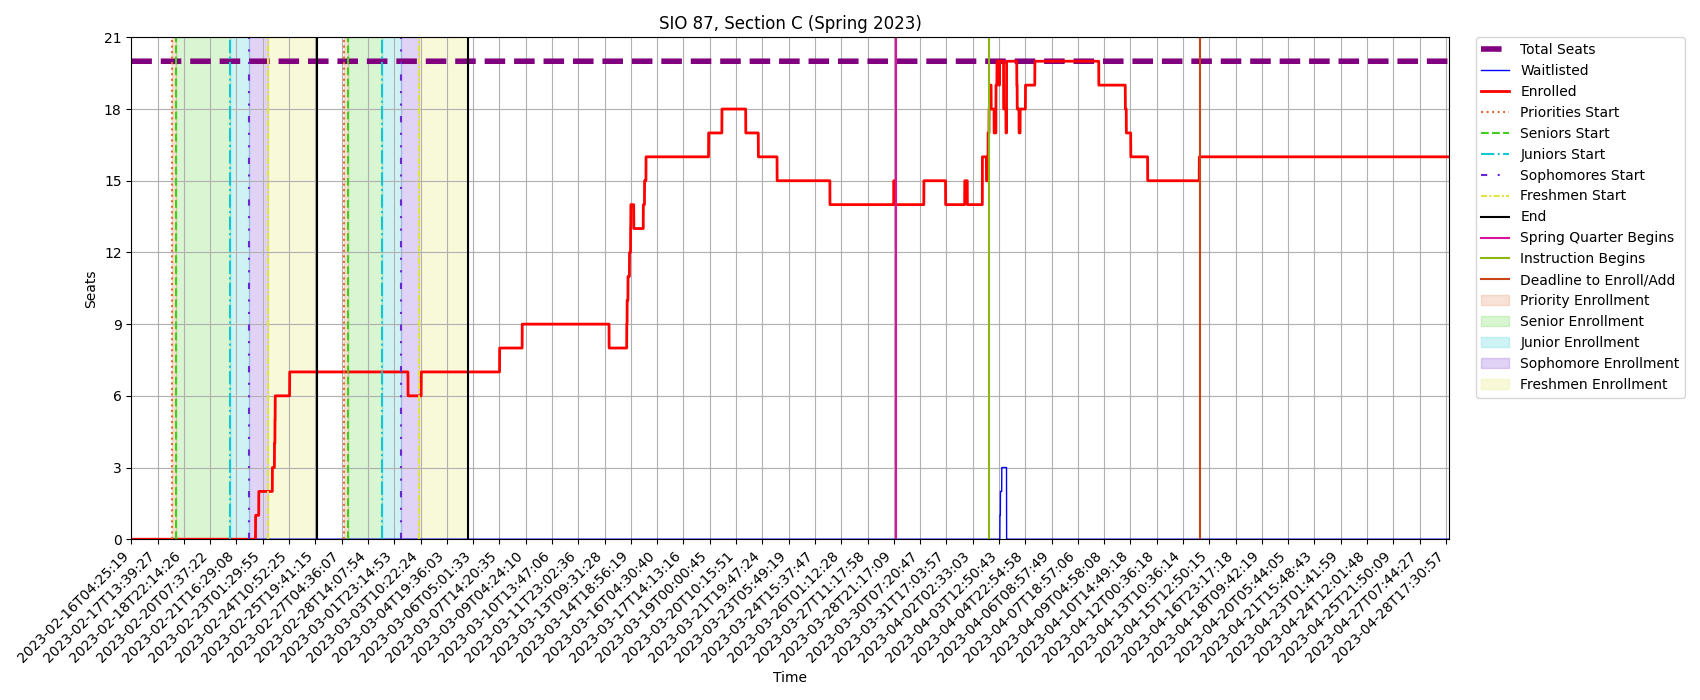 SIO 87, Section C (Spring 2023)
21
18
15
12
9
6
3
0
Seats
2023-02-16T04:25:19
2023-02-17T13:39:27
2023-02-18T22:14:26
2023-02-20T07:37:22
2023-02-21T16:29:08
2023-02-23T01:29:55
2023-02-24T10:52:25
2023-02-25T19:41:15
2023-02-27T04:36:07
2023-02-28T14:07:54
2023-03-01T23:14:53
2023-03-03T10:22:24
2023-03-04T19:36:03
2023-03-06T05:01:33
2023-03-07T14:20:35
2023-03-09T04:24:10
2023-03-10T13:47:06
2023-03-11T23:02:36
2023-03-13T09:31:28
2023-03-14T18:56:19
2023-03-16T04:30:40
2023-03-17T14:13:16
2023-03-19T00:00:45
2023-03-20T10:15:51
2023-03-21T19:47:24
2023-03-23T05:49:19
2023-03-24T15:37:47
2023-03-26T01:12:28
2023-03-27T11:17:58
2023-03-28T21:17:09
2023-03-30T07:20:47
2023-03-31T17:03:57
2023-04-02T02:33:03
2023-04-03T12:50:43
2023-04-04T22:54:58
2023-04-06T08:57:49
2023-04-07T18:57:06
2023-04-09T04:58:08
2023-04-10T14:49:18
2023-04-12T00:36:18
2023-04-13T10:36:14
2023-04-15T12:50:15
2023-04-16T23:17:18
2023-04-18T09:42:19
2023-04-20T05:44:05
2023-04-21T15:48:43
2023-04-23T01:41:59
2023-04-24T12:01:48
2023-04-25T21:50:09
2023-04-27T07:44:27
2023-04-28T17:30:57
Time
Total Seats
Waitlisted
Enrolled
Priorities Start
Seniors Start
Juniors Start
Sophomores Start
Freshmen Start
End
Spring Quarter Begins
Instruction Begins
Deadline to Enroll/Add
Priority Enrollment
Senior Enrollment
Junior Enrollment
Sophomore Enrollment
Freshmen Enrollment